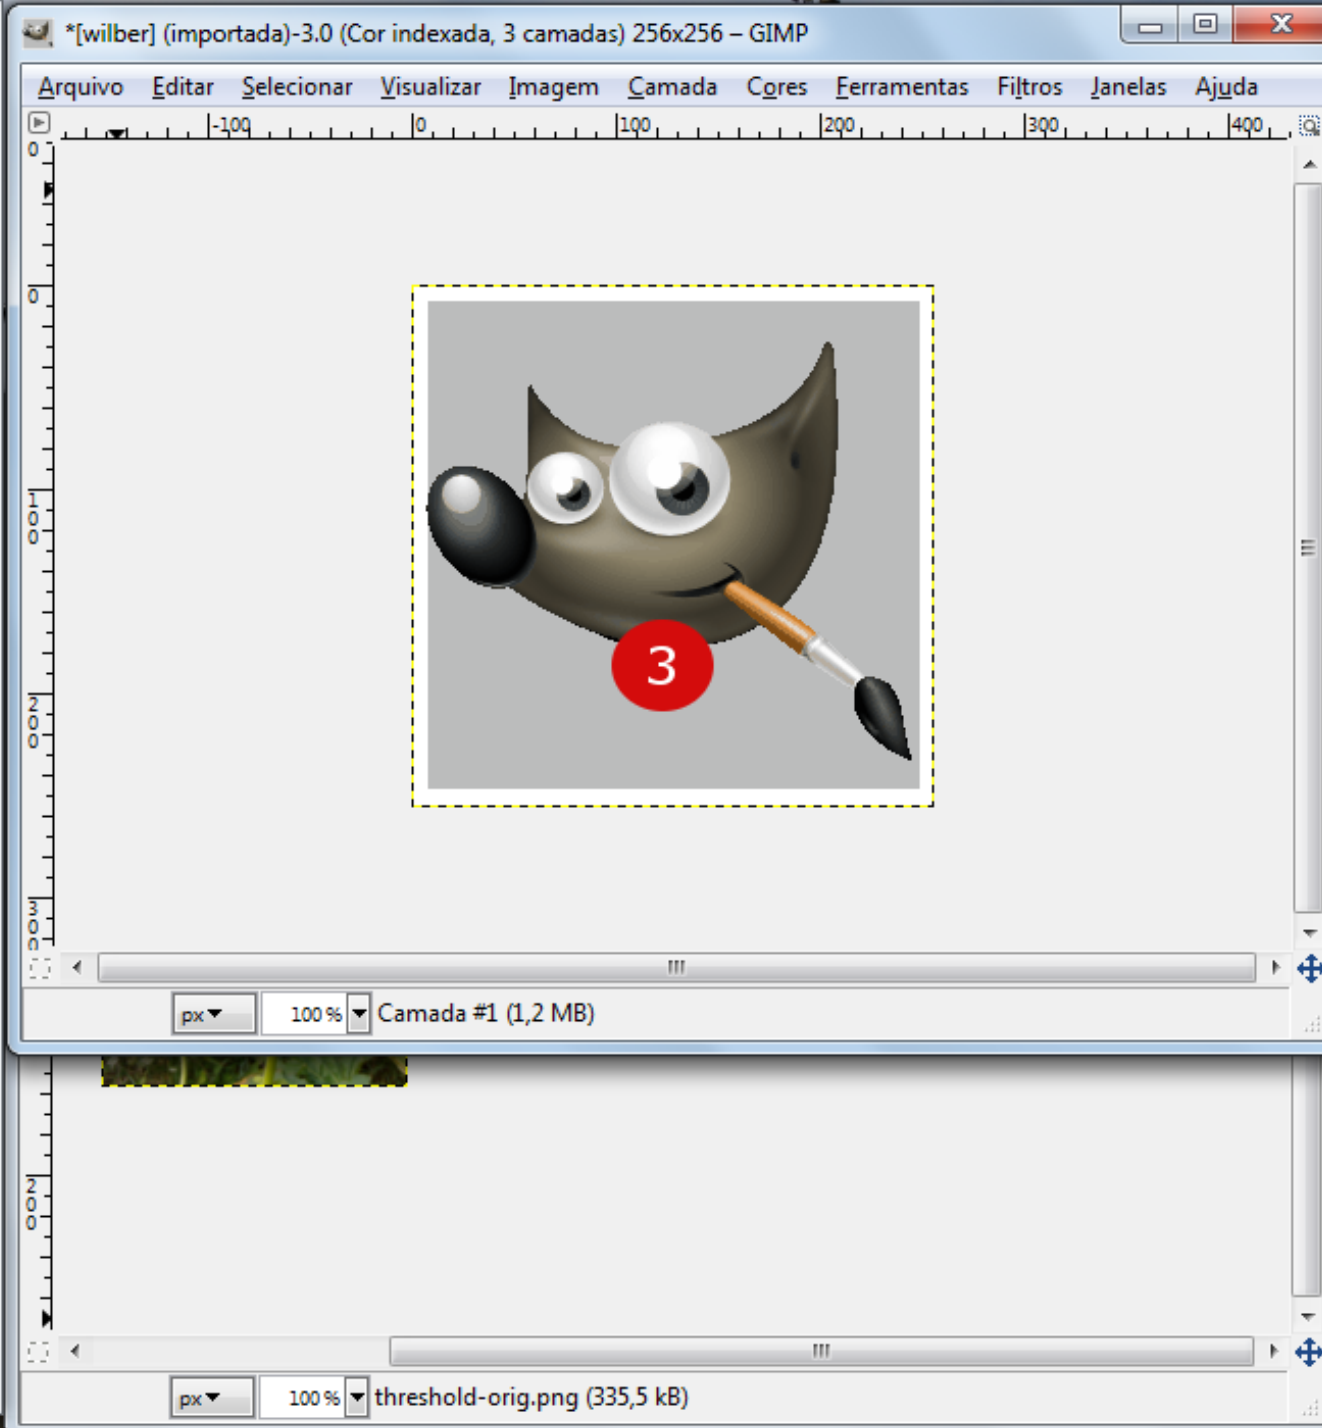 *[wilber] (importada)-3.0 (Cor indexada, 3 camadas) 256x256 – GIMP
Arquivo Editar Selecionar Visualizar Imagem Camada Cores Ferramentas Filtros Janelas Ajuda
-100 0 100 200 300 400
0
0
100
200
300
3
px 100 % Camada #1 (1,2 MB)
200
px 100 % threshold-orig.png (335,5 kB)